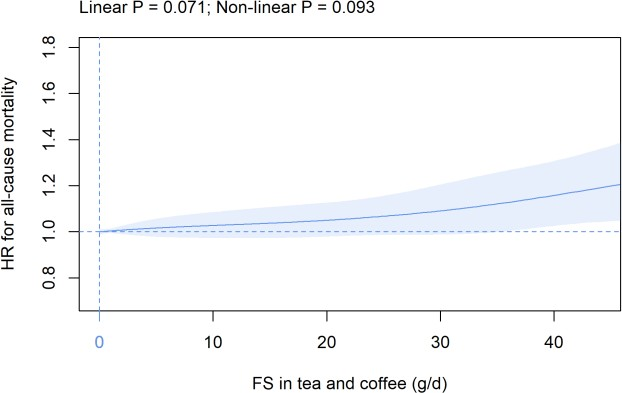 Linear P = 0.071; Non-linear P = 0.093
HR for all-cause mortality
1.8
1.6
1.4
1.2
1.0
0.8
0 10 20 30 40
FS in tea and coffee (g/d)